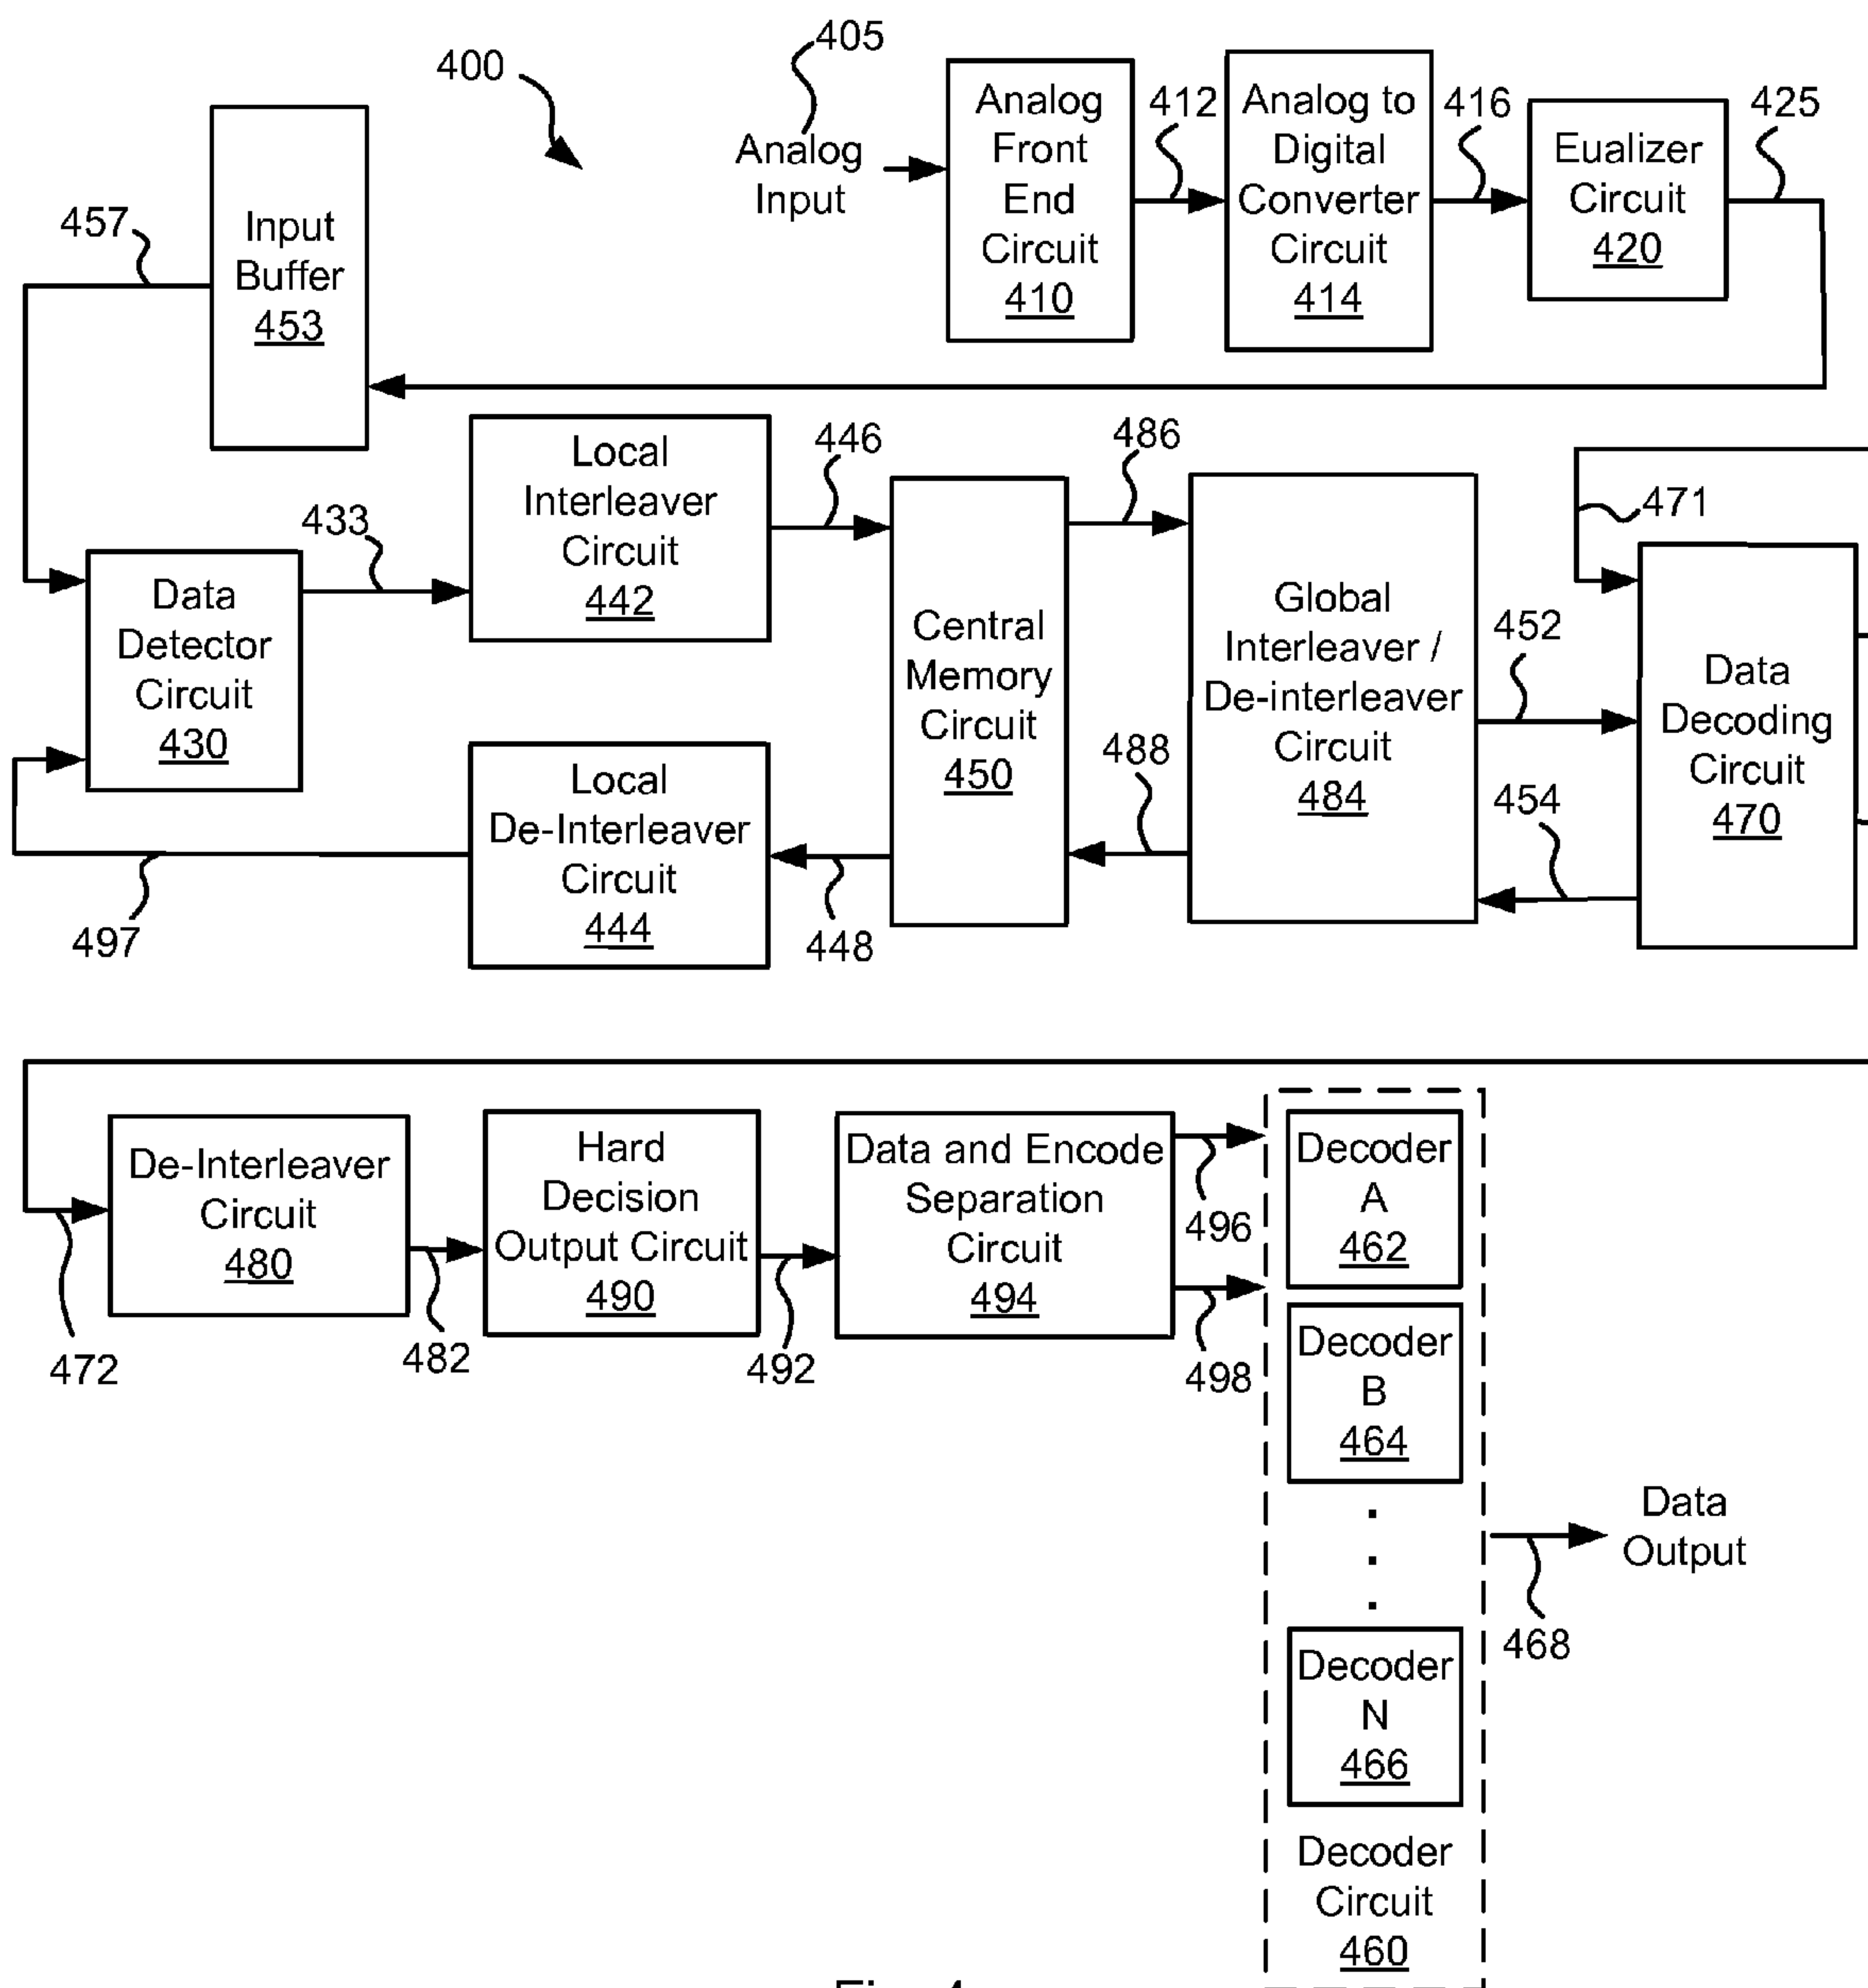 400
405
Analog
Input
Analog
Front
End
Circuit
410
412
Analog to
Digital
Converter
Circuit
414
416
Eualizer
Circuit
420
425
457
Input
Buffer
453
Data
Detector
Circuit
430
433
Local
Interleaver
Circuit
442
446
Central
Memory
Circuit
450
486
Global
Interleaver /
De-interleaver
Circuit
484
452
471
Data
Decoding
Circuit
470
454
488
448
Local
De-Interleaver
Circuit
444
497
472
De-Interleaver
Circuit
480
482
Hard
Decision
Output Circuit
490
492
Data and Encode
Separation
Circuit
494
496
498
Decoder
A
462
Decoder
B
464
Decoder
N
466
Decoder
Circuit
460
468
Data
Output